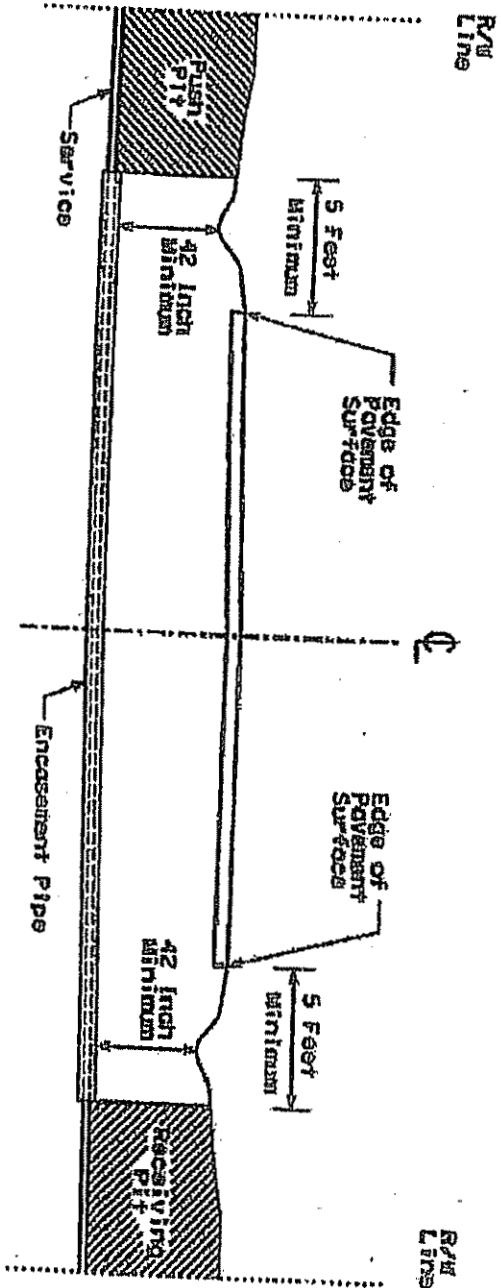 R/W
Line
℄
R/W
Line
Edge of
Pavement
Surface
Edge of
Pavement
Surface
5 Feet
Minimum
5 Feet
Minimum
Push
Pit
42 Inch
Minimum
42 Inch
Minimum
Receiving
Pit
Service
Encasement Pipe